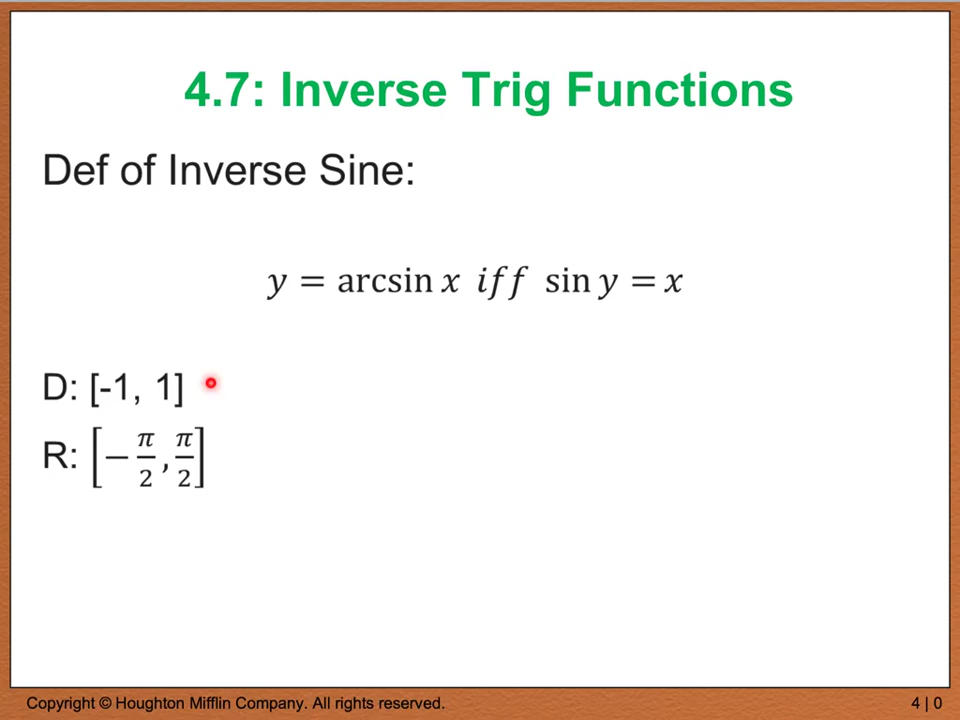 4.7: Inverse Trig Functions
Def of Inverse Sine:
y = arcsin x iff sin y = x
D: [-1, 1]
R: [−π/2, π/2]
Copyright © Houghton Mifflin Company. All rights reserved.
4 | 0